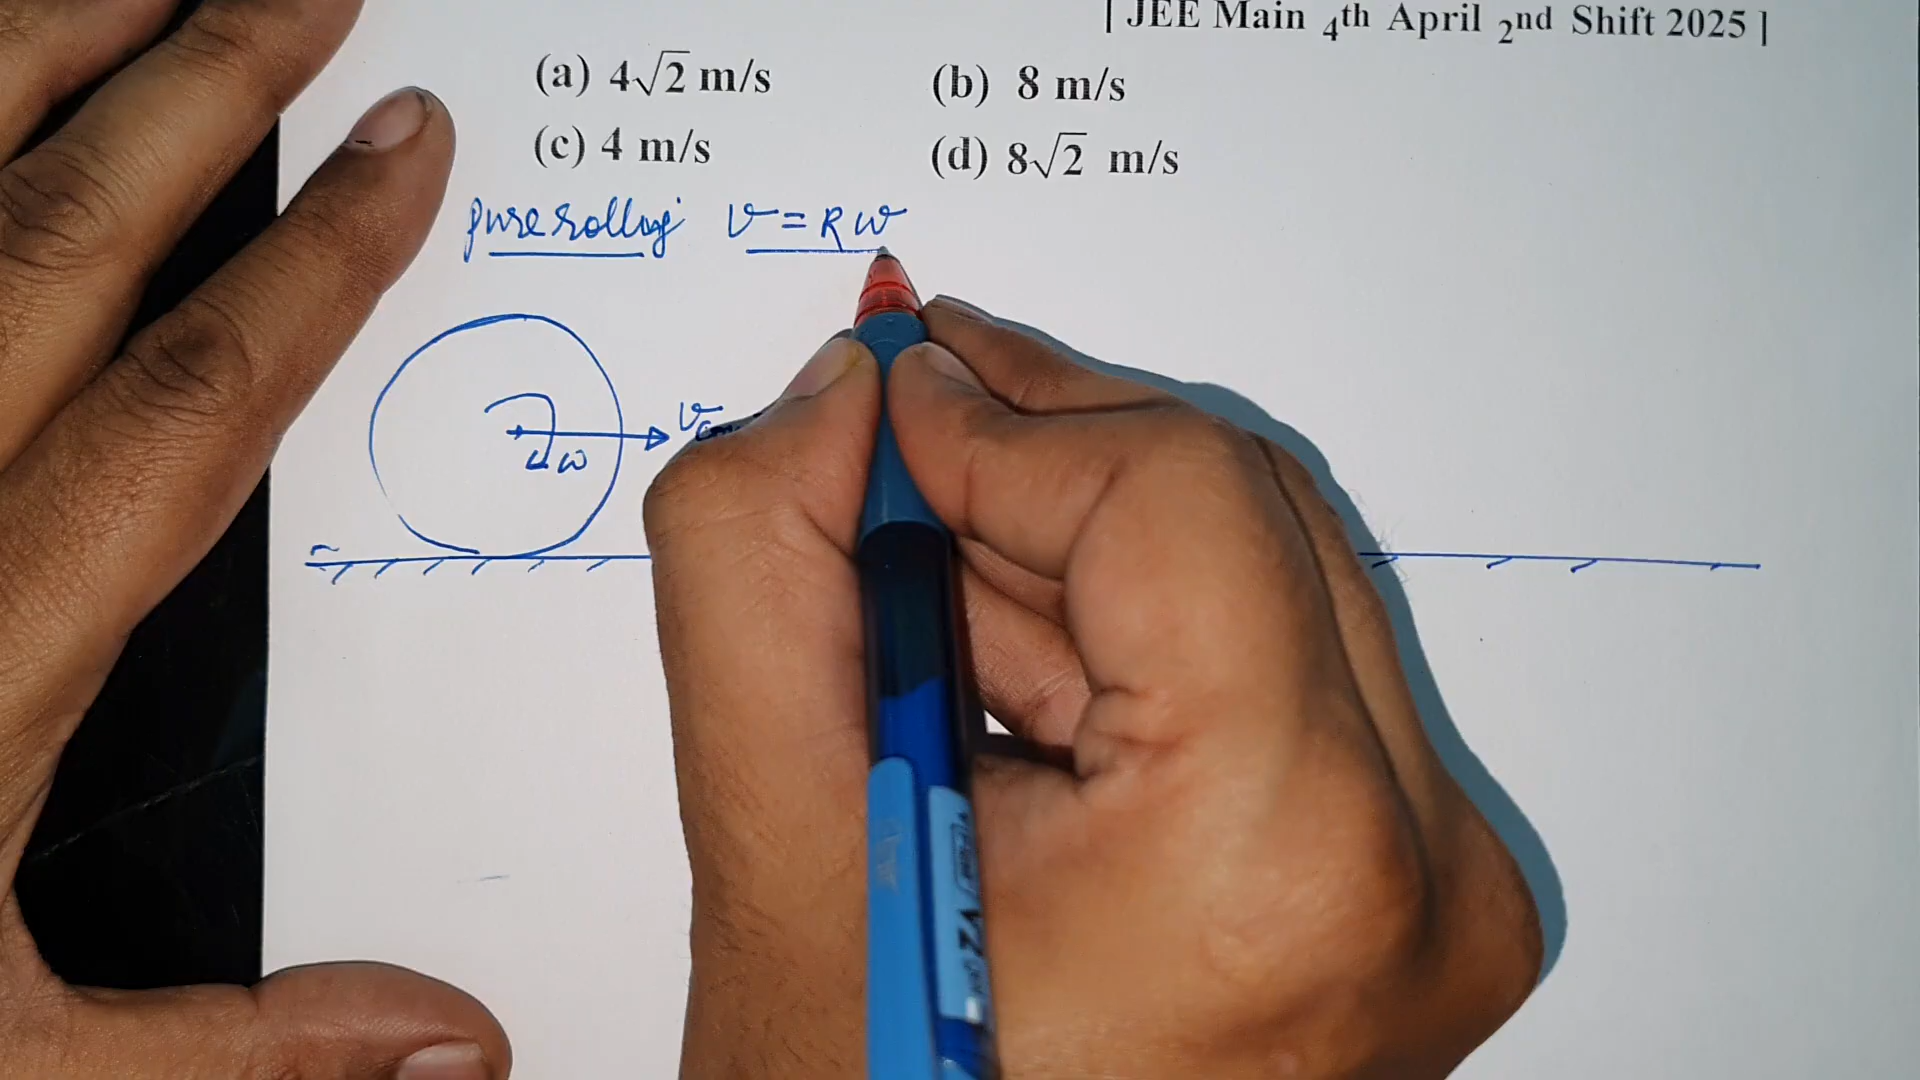 [ JEE Main 4th April 2nd Shift 2025 ]
(a) 4√2 m/s (b) 8 m/s
(c) 4 m/s (d) 8√2 m/s
pure rolling v = Rω
ω